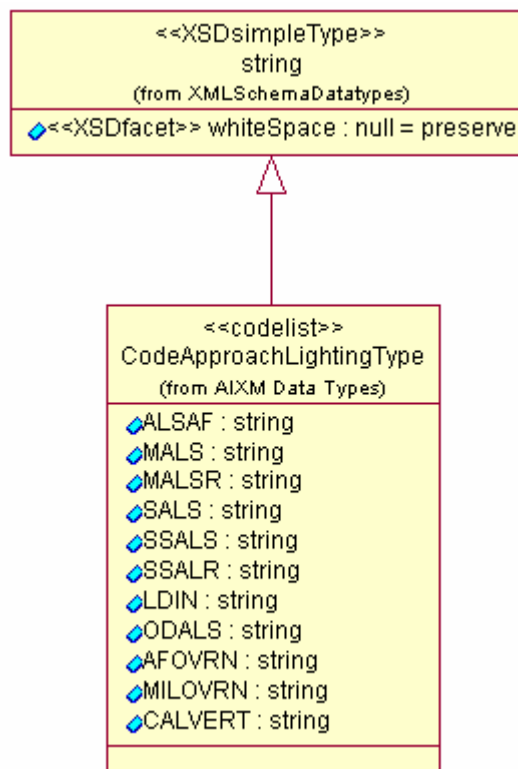 <<XSDsimpleType>>
string
(from XMLSchemaDatatypes)
<<XSDfacet>> whiteSpace : null = preserve
<<codelist>>
CodeApproachLightingType
(from AIXM Data Types)
ALSAF : string
MALS : string
MALSR : string
SALS : string
SSALS : string
SSALR : string
LDIN : string
ODALS : string
AFOVRN : string
MILOVRN : string
CALVERT : string